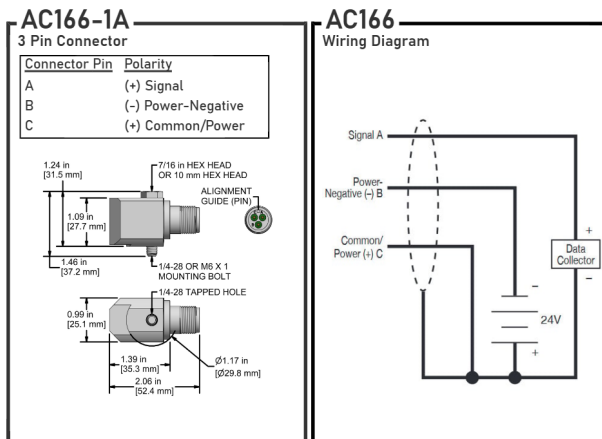 AC166-1A
3 Pin Connector
Connector Pin Polarity
A (+) Signal
B (-) Power-Negative
C (+) Common/Power
1.24 in
[31.5 mm]
7/16 in HEX HEAD
OR 10 mm HEX HEAD
ALIGNMENT
GUIDE (PIN)
1.09 in
[27.7 mm]
1.46 in
[37.2 mm]
1/4-28 OR M6 X 1
MOUNTING BOLT
1/4-28 TAPPED HOLE
0.99 in
[25.1 mm]
1.39 in
[35.3 mm]
Ø1.17 in
[Ø29.8 mm]
2.06 in
[52.4 mm]
AC166
Wiring Diagram
Signal A
Power-
Negative (–) B
Common/
Power (+) C
+
Data
Collector
–
–
24V
+